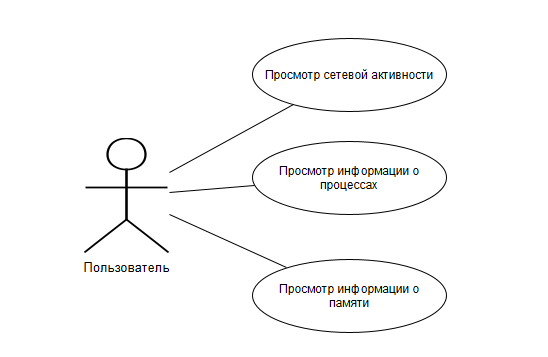 Просмотр сетевой активности
Просмотр информации о
процессах
Пользователь
Просмотр информации о
памяти